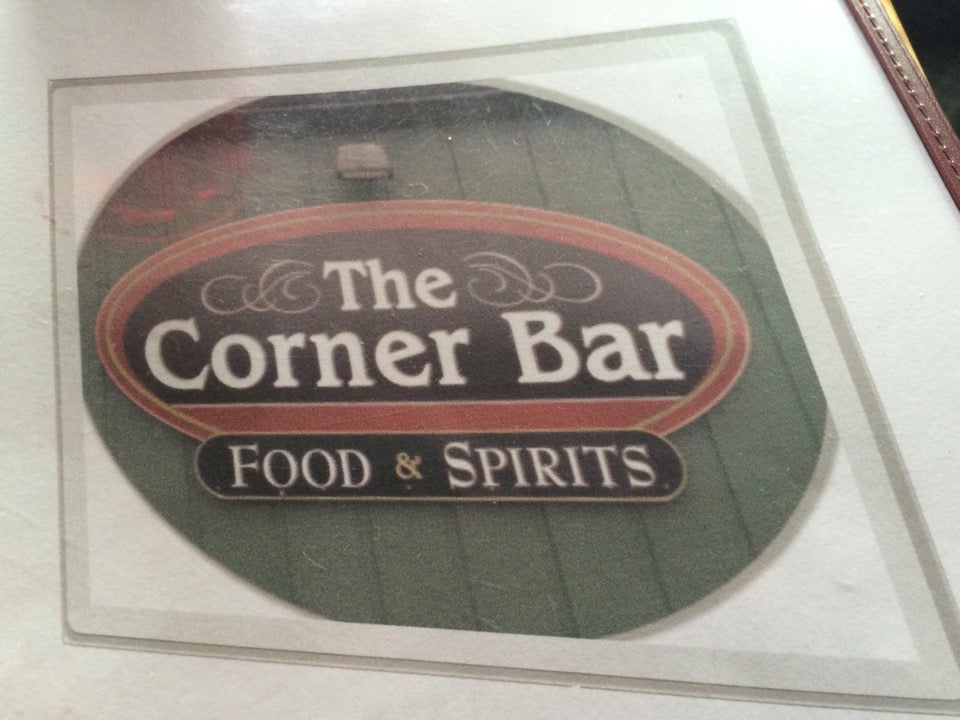 The
Corner Bar
FOOD & SPIRITS